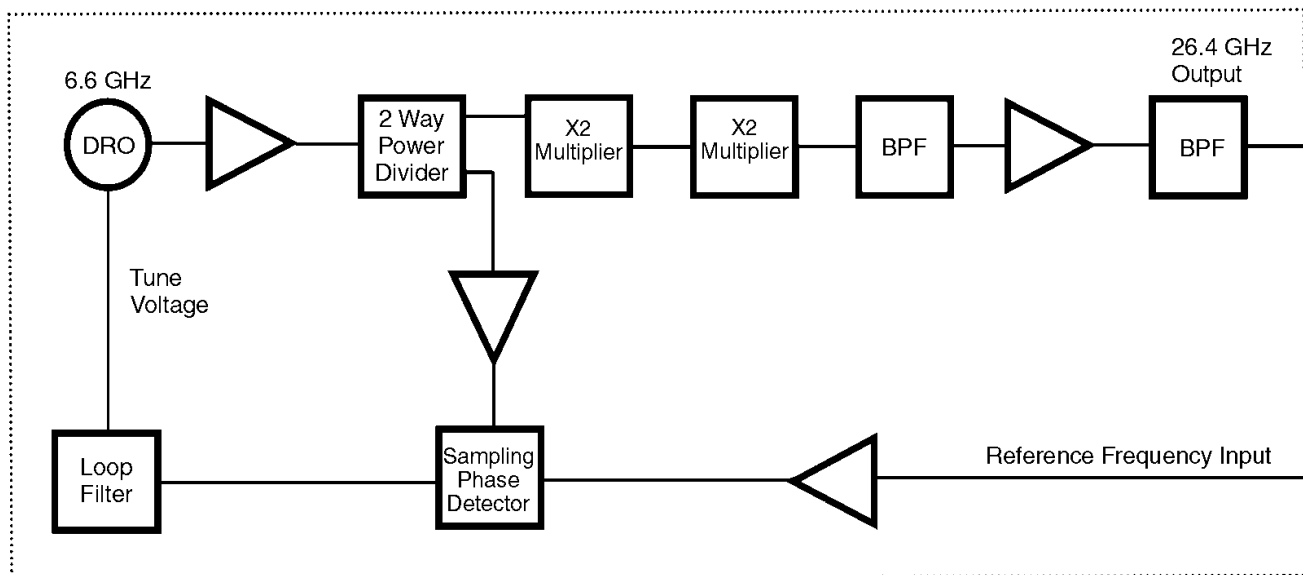 6.6 GHz
DRO
2 Way
Power
Divider
X2
Multiplier
X2
Multiplier
BPF
26.4 GHz
Output
BPF
Tune
Voltage
Loop
Filter
Sampling
Phase
Detector
Reference Frequency Input